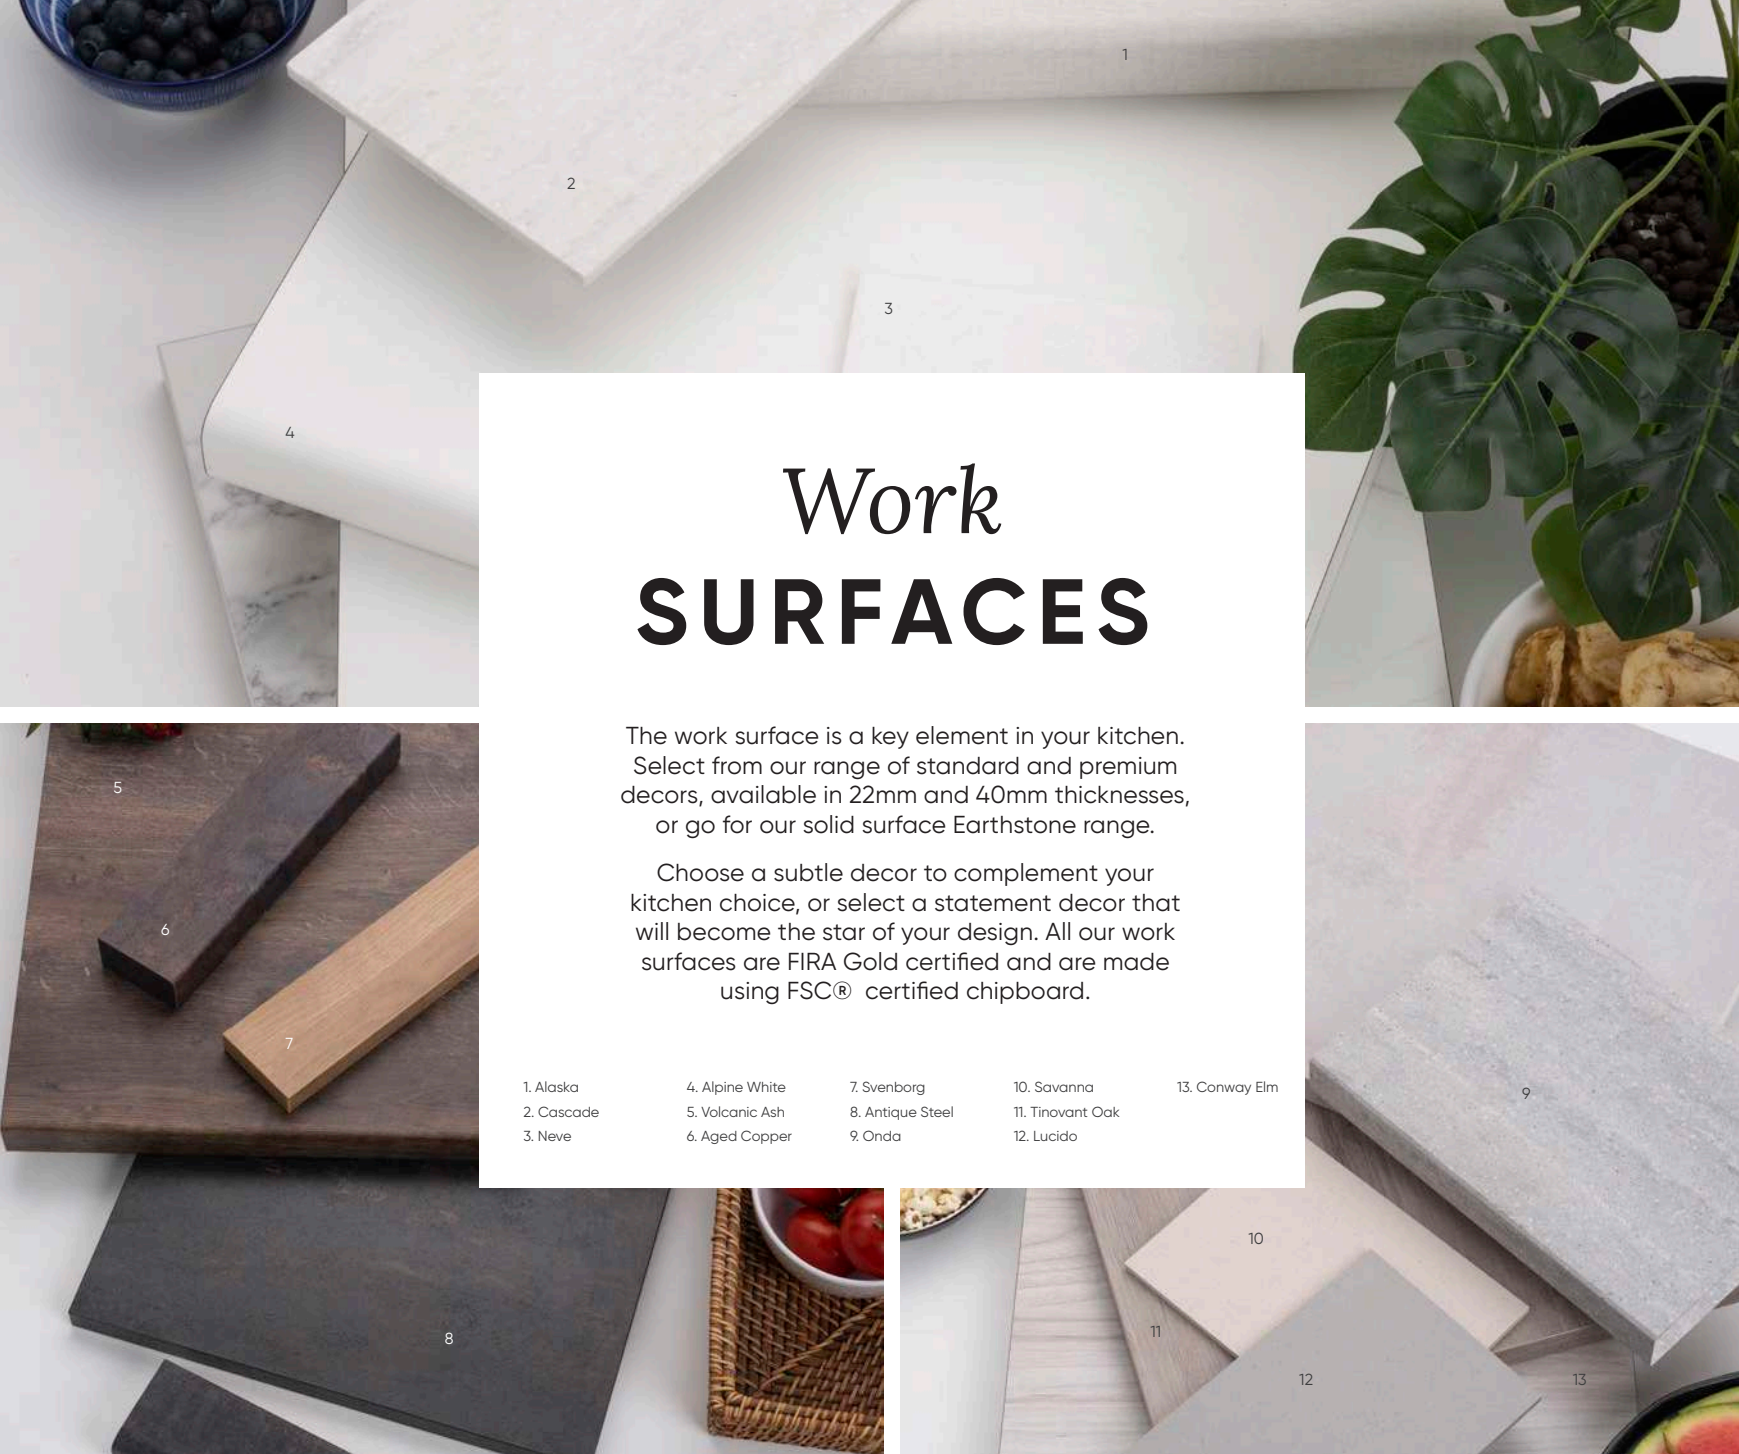 1
2
3
4
Work
SURFACES
The work surface is a key element in your kitchen.
Select from our range of standard and premium
decors, available in 22mm and 40mm thicknesses,
or go for our solid surface Earthstone range.
Choose a subtle decor to complement your
kitchen choice, or select a statement decor that
will become the star of your design. All our work
surfaces are FIRA Gold certified and are made
using FSC® certified chipboard.
1. Alaska
2. Cascade
3. Neve
4. Alpine White
5. Volcanic Ash
6. Aged Copper
7. Svenborg
8. Antique Steel
9. Onda
10. Savanna
11. Tinovant Oak
12. Lucido
13. Conway Elm
5
6
7
8
9
10
11
12
13